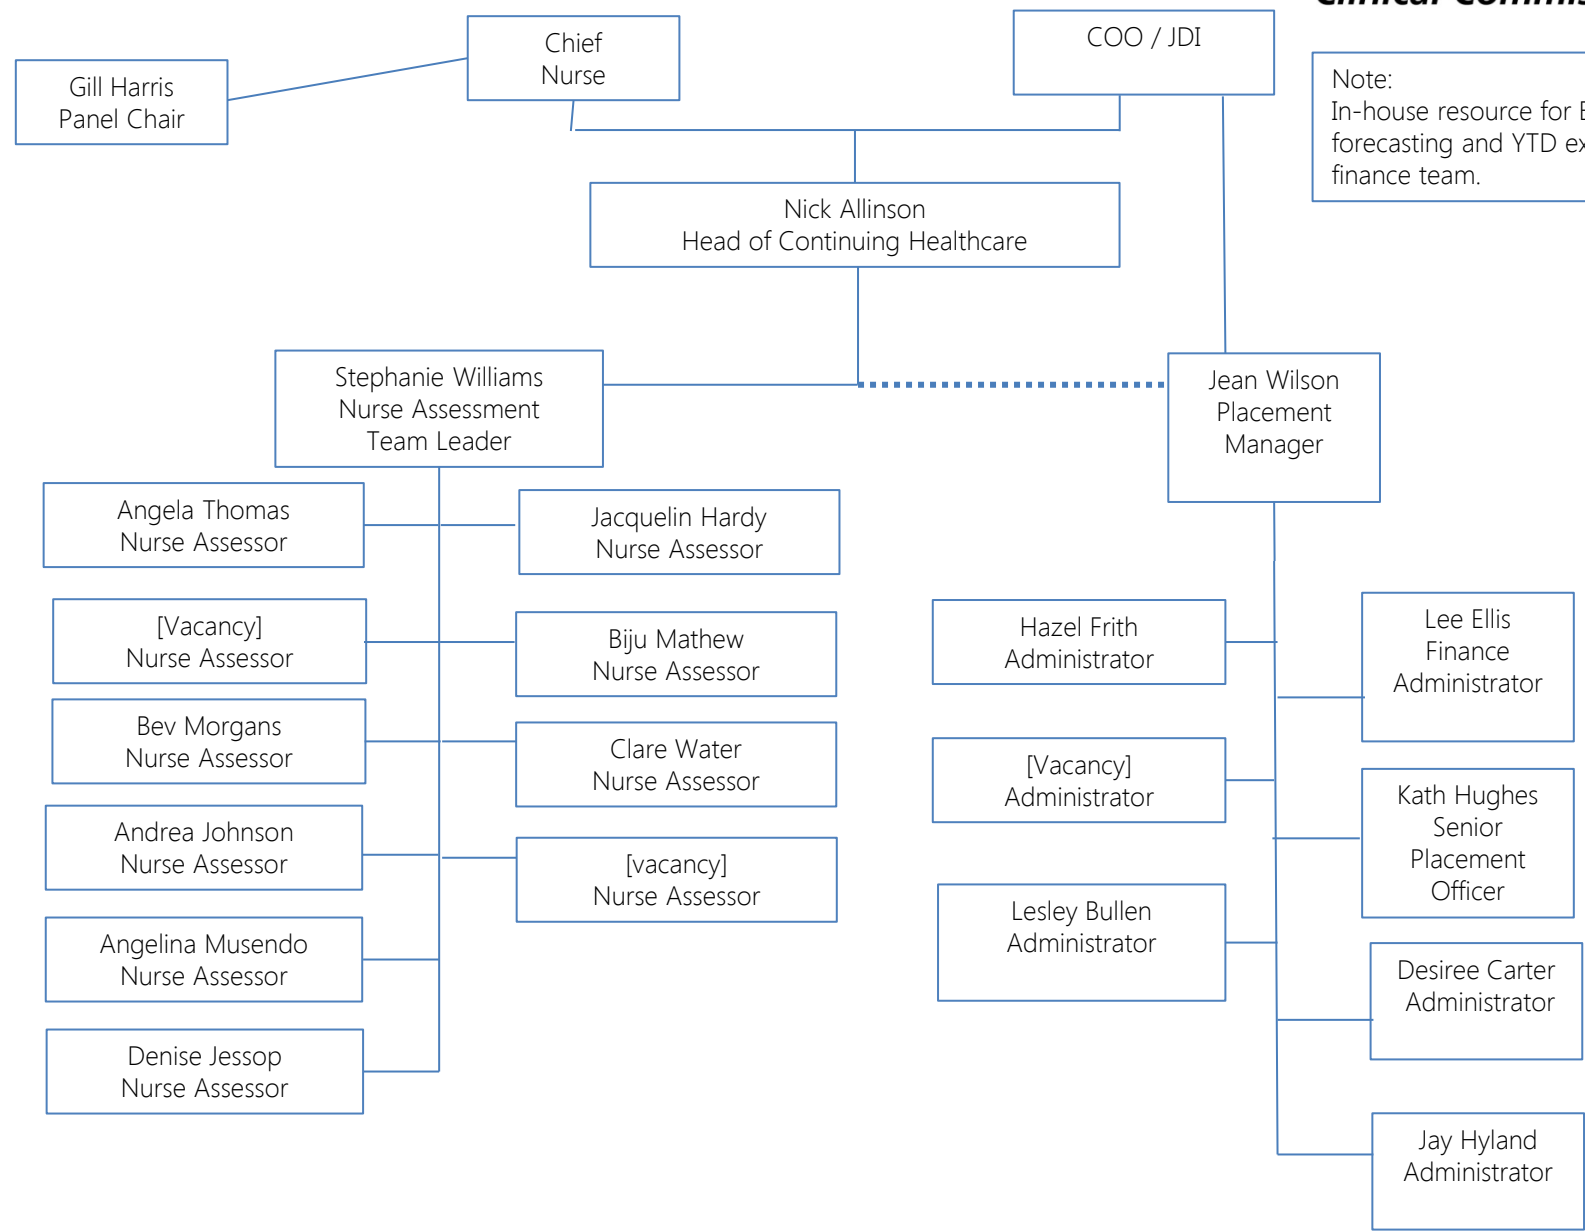 Clinical Commis
Chief
Nurse
COO / JDI
Gill Harris
Panel Chair
Note:
In-house resource for
forecasting and YTD
finance team.
Nick Allinson
Head of Continuing Healthcare
Stephanie Williams
Nurse Assessment
Team Leader
Jean Wilson
Placement
Manager
Angela Thomas
Nurse Assessor
Jacquelin Hardy
Nurse Assessor
[Vacancy]
Nurse Assessor
Biju Mathew
Nurse Assessor
Bev Morgans
Nurse Assessor
Clare Water
Nurse Assessor
Andrea Johnson
Nurse Assessor
[vacancy]
Nurse Assessor
Angelina Musendo
Nurse Assessor
Denise Jessop
Nurse Assessor
Hazel Frith
Administrator
Lee Ellis
Finance
Administrator
[Vacancy]
Administrator
Kath Hughes
Senior
Placement
Officer
Lesley Bullen
Administrator
Desiree Carter
Administrator
Jay Hyland
Administrator